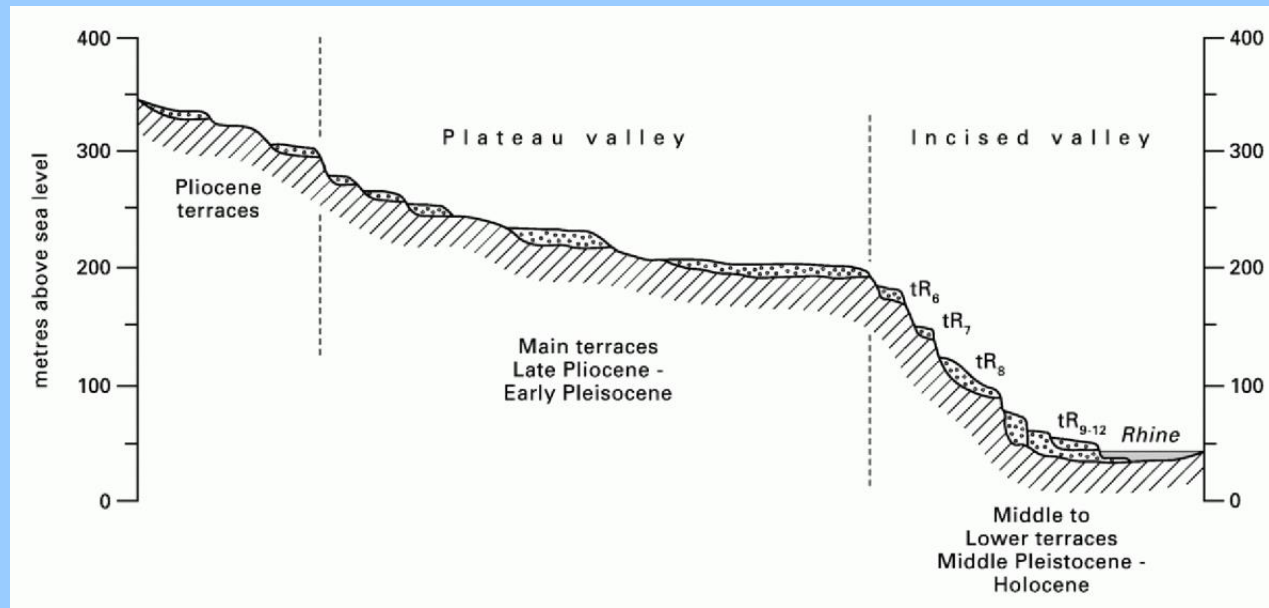 400
300
200
100
0
metres above sea level
Pliocene
terraces
Plateau valley
Main terraces
Late Pliocene -
Early Pleisocene
Incised valley
tR6
tR7
tR8
tR9-12
Rhine
Middle to
Lower terraces
Middle Pleistocene -
Holocene
400
300
200
100
0